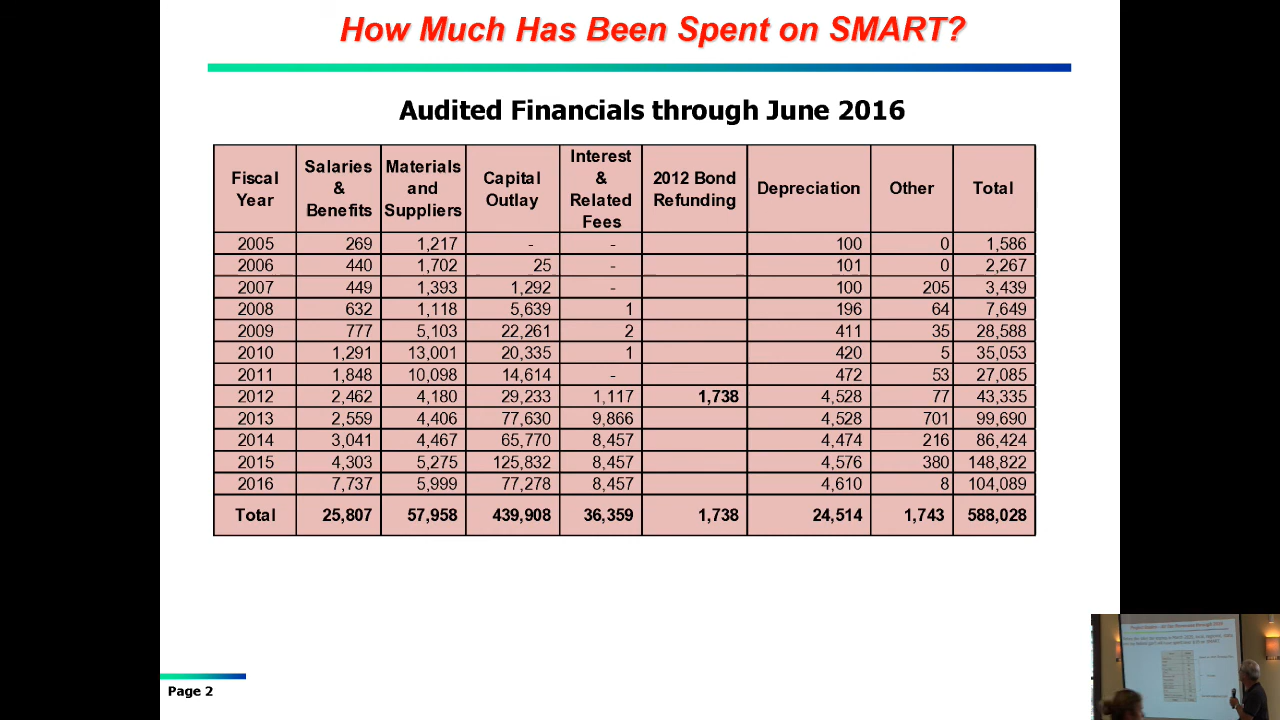 How Much Has Been Spent on SMART?
Audited Financials through June 2016
Fiscal Year Salaries & Benefits Materials and Suppliers Capital Outlay Interest & Related Fees 2012 Bond Refunding Depreciation Other Total
2005 269 1,217 - - 100 0 1,586
2006 440 1,702 25 - 101 0 2,267
2007 449 1,393 1,292 - 100 205 3,439
2008 632 1,118 5,639 1 196 64 7,649
2009 777 5,103 22,261 2 411 35 28,588
2010 1,291 13,001 20,335 1 420 5 35,053
2011 1,848 10,098 14,614 - 472 53 27,085
2012 2,462 4,180 29,233 1,117 1,738 4,528 77 43,335
2013 2,559 4,406 77,630 9,866 4,528 701 99,690
2014 3,041 4,467 65,770 8,457 4,474 216 86,424
2015 4,303 5,275 125,832 8,457 4,576 380 148,822
2016 7,737 5,999 77,278 8,457 4,610 8 104,089
Total 25,807 57,958 439,908 36,359 1,738 24,514 1,743 588,028
Page 2